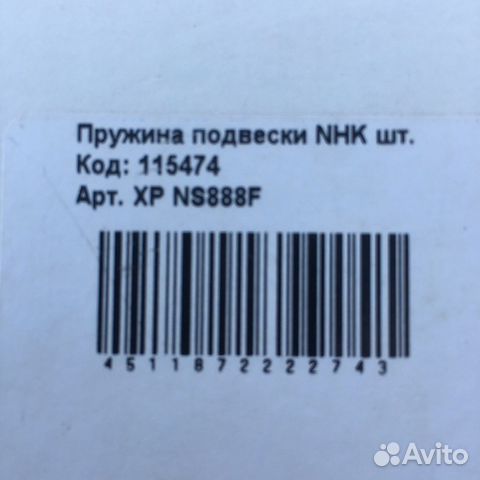 Пружина подвески NHK шт.
Код: 115474
Арт. XP NS888F
4511872222743
Avito